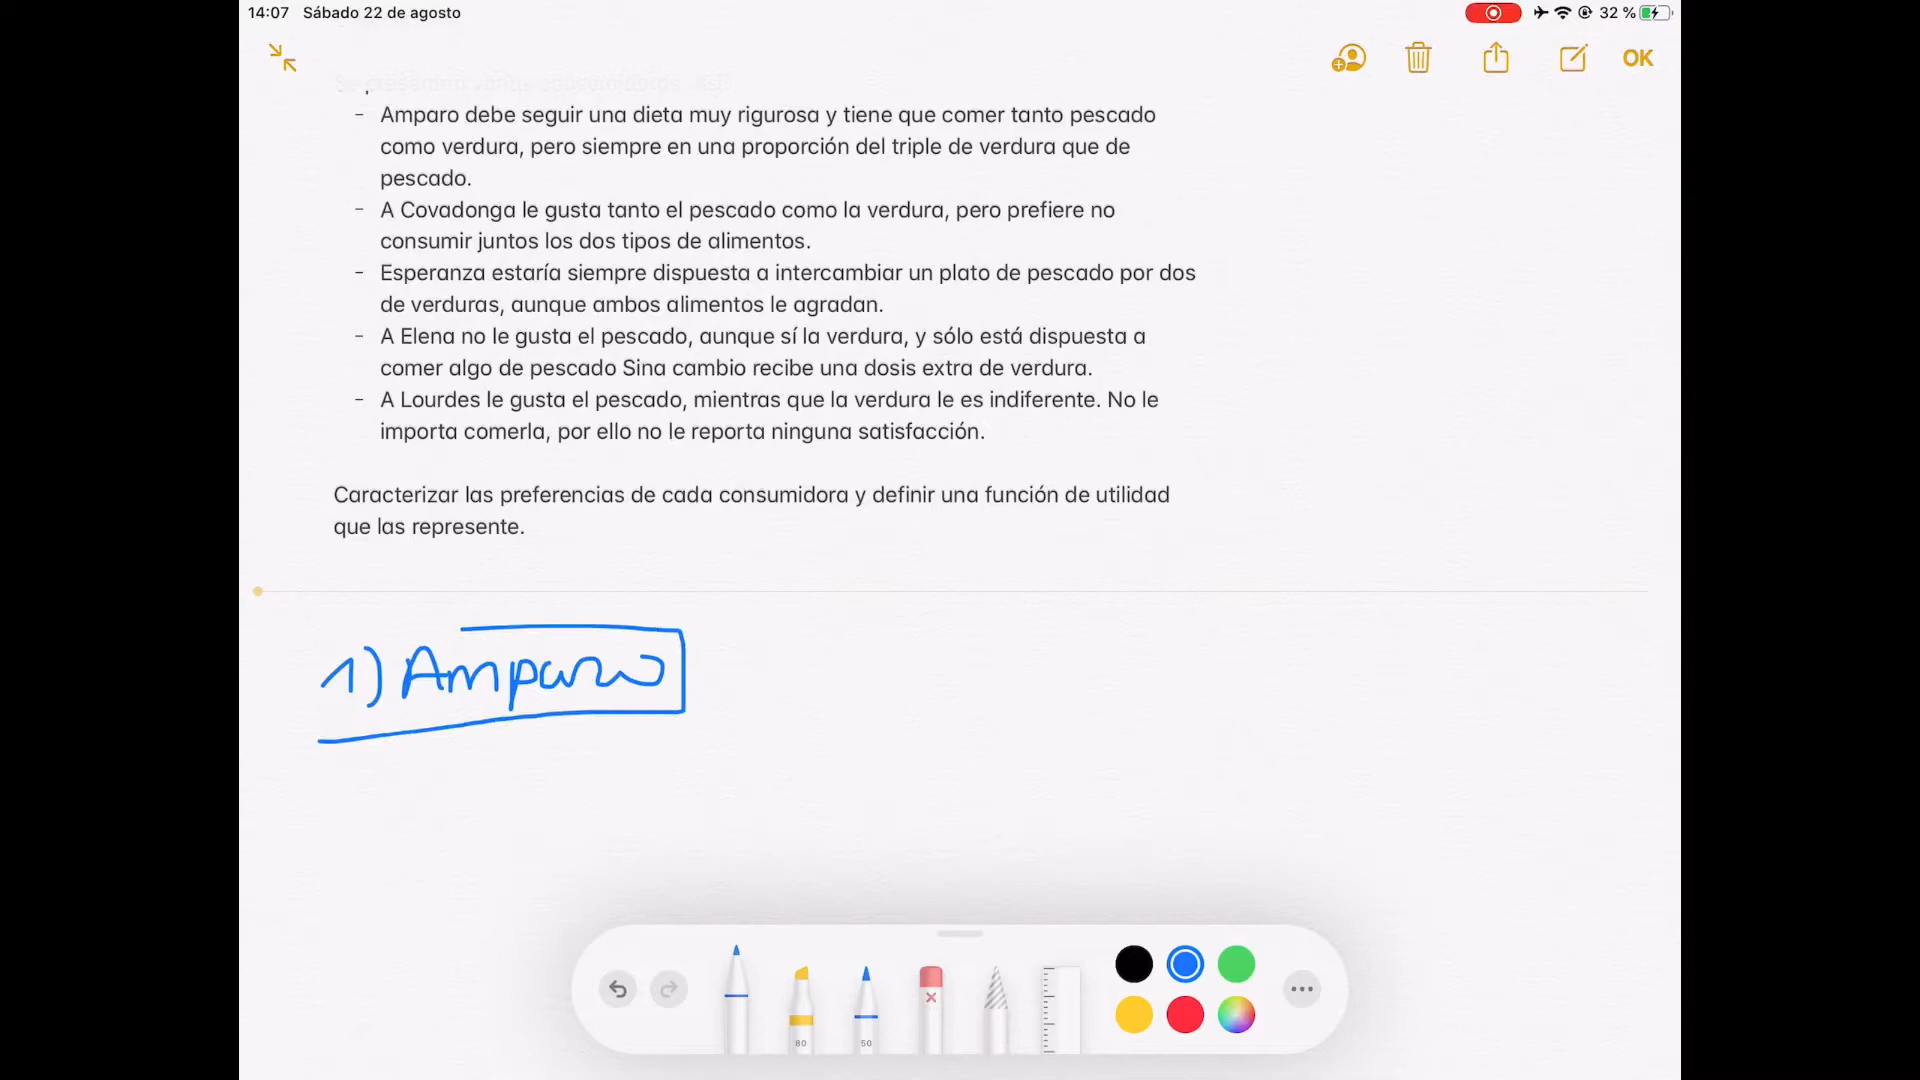 14:07 Sábado 22 de agosto 32 %
OK
Se presentan varias consumidoras. Así
- Amparo debe seguir una dieta muy rigurosa y tiene que comer tanto pescado
como verdura, pero siempre en una proporción del triple de verdura que de
pescado.
- A Covadonga le gusta tanto el pescado como la verdura, pero prefiere no
consumir juntos los dos tipos de alimentos.
- Esperanza estaría siempre dispuesta a intercambiar un plato de pescado por dos
de verduras, aunque ambos alimentos le agradan.
- A Elena no le gusta el pescado, aunque sí la verdura, y sólo está dispuesta a
comer algo de pescado Sina cambio recibe una dosis extra de verdura.
- A Lourdes le gusta el pescado, mientras que la verdura le es indiferente. No le
importa comerla, por ello no le reporta ninguna satisfacción.
Caracterizar las preferencias de cada consumidora y definir una función de utilidad
que las represente.
1) Amparo
80 50